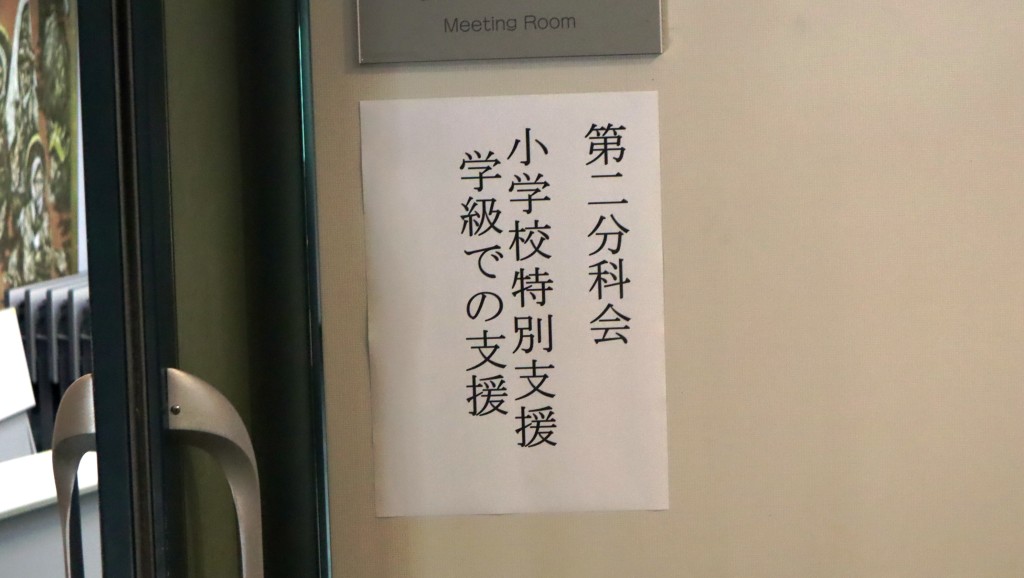 Meeting Room
第二分科会
小学校特別支援
学級での支援